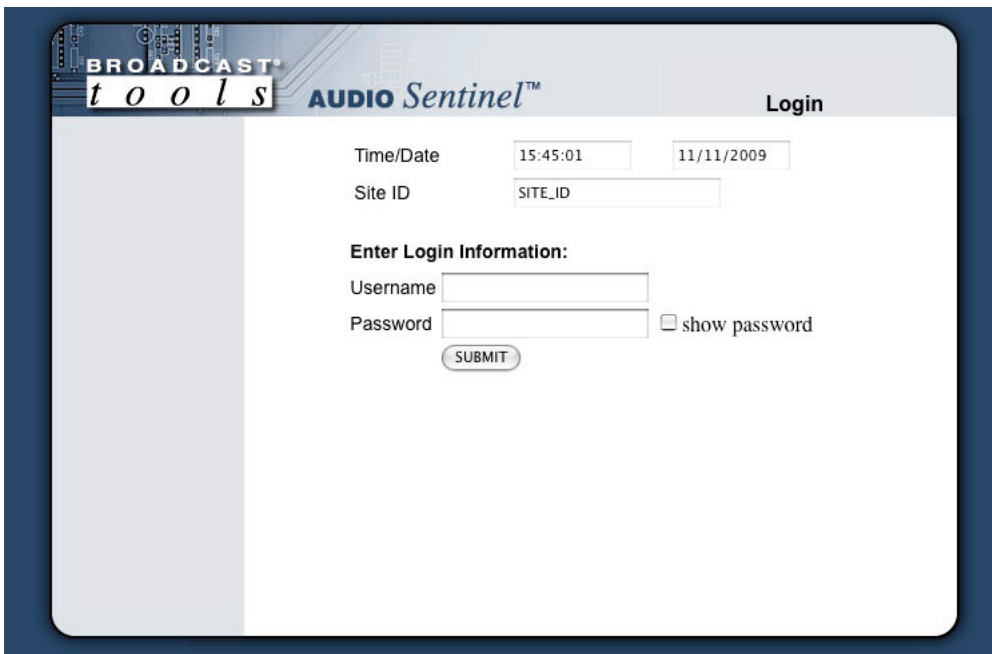 BROADCAST®
tools
AUDIO Sentinel™
Login
Time/Date 15:45:01 11/11/2009
Site ID SITE_ID
Enter Login Information:
Username
Password show password
SUBMIT